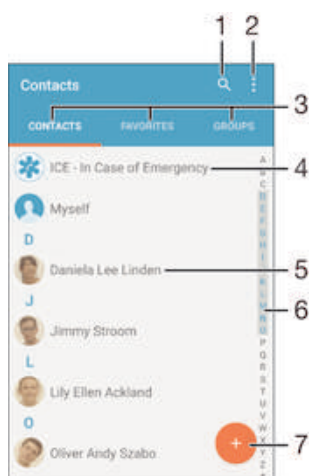 1 2
Contacts
3
CONTACTS FAVORITES GROUPS
ICE - In Case of Emergency 4
Myself
D
Daniela Lee Linden 5
J
Jimmy Stroom
6
L
Lily Ellen Ackland
O
Oliver Andy Szabo
+ 7
A
B
C
D
E
F
G
H
I
J
K
L
M
N
O
P
Q
R
S
T
U
V
W
X
Y